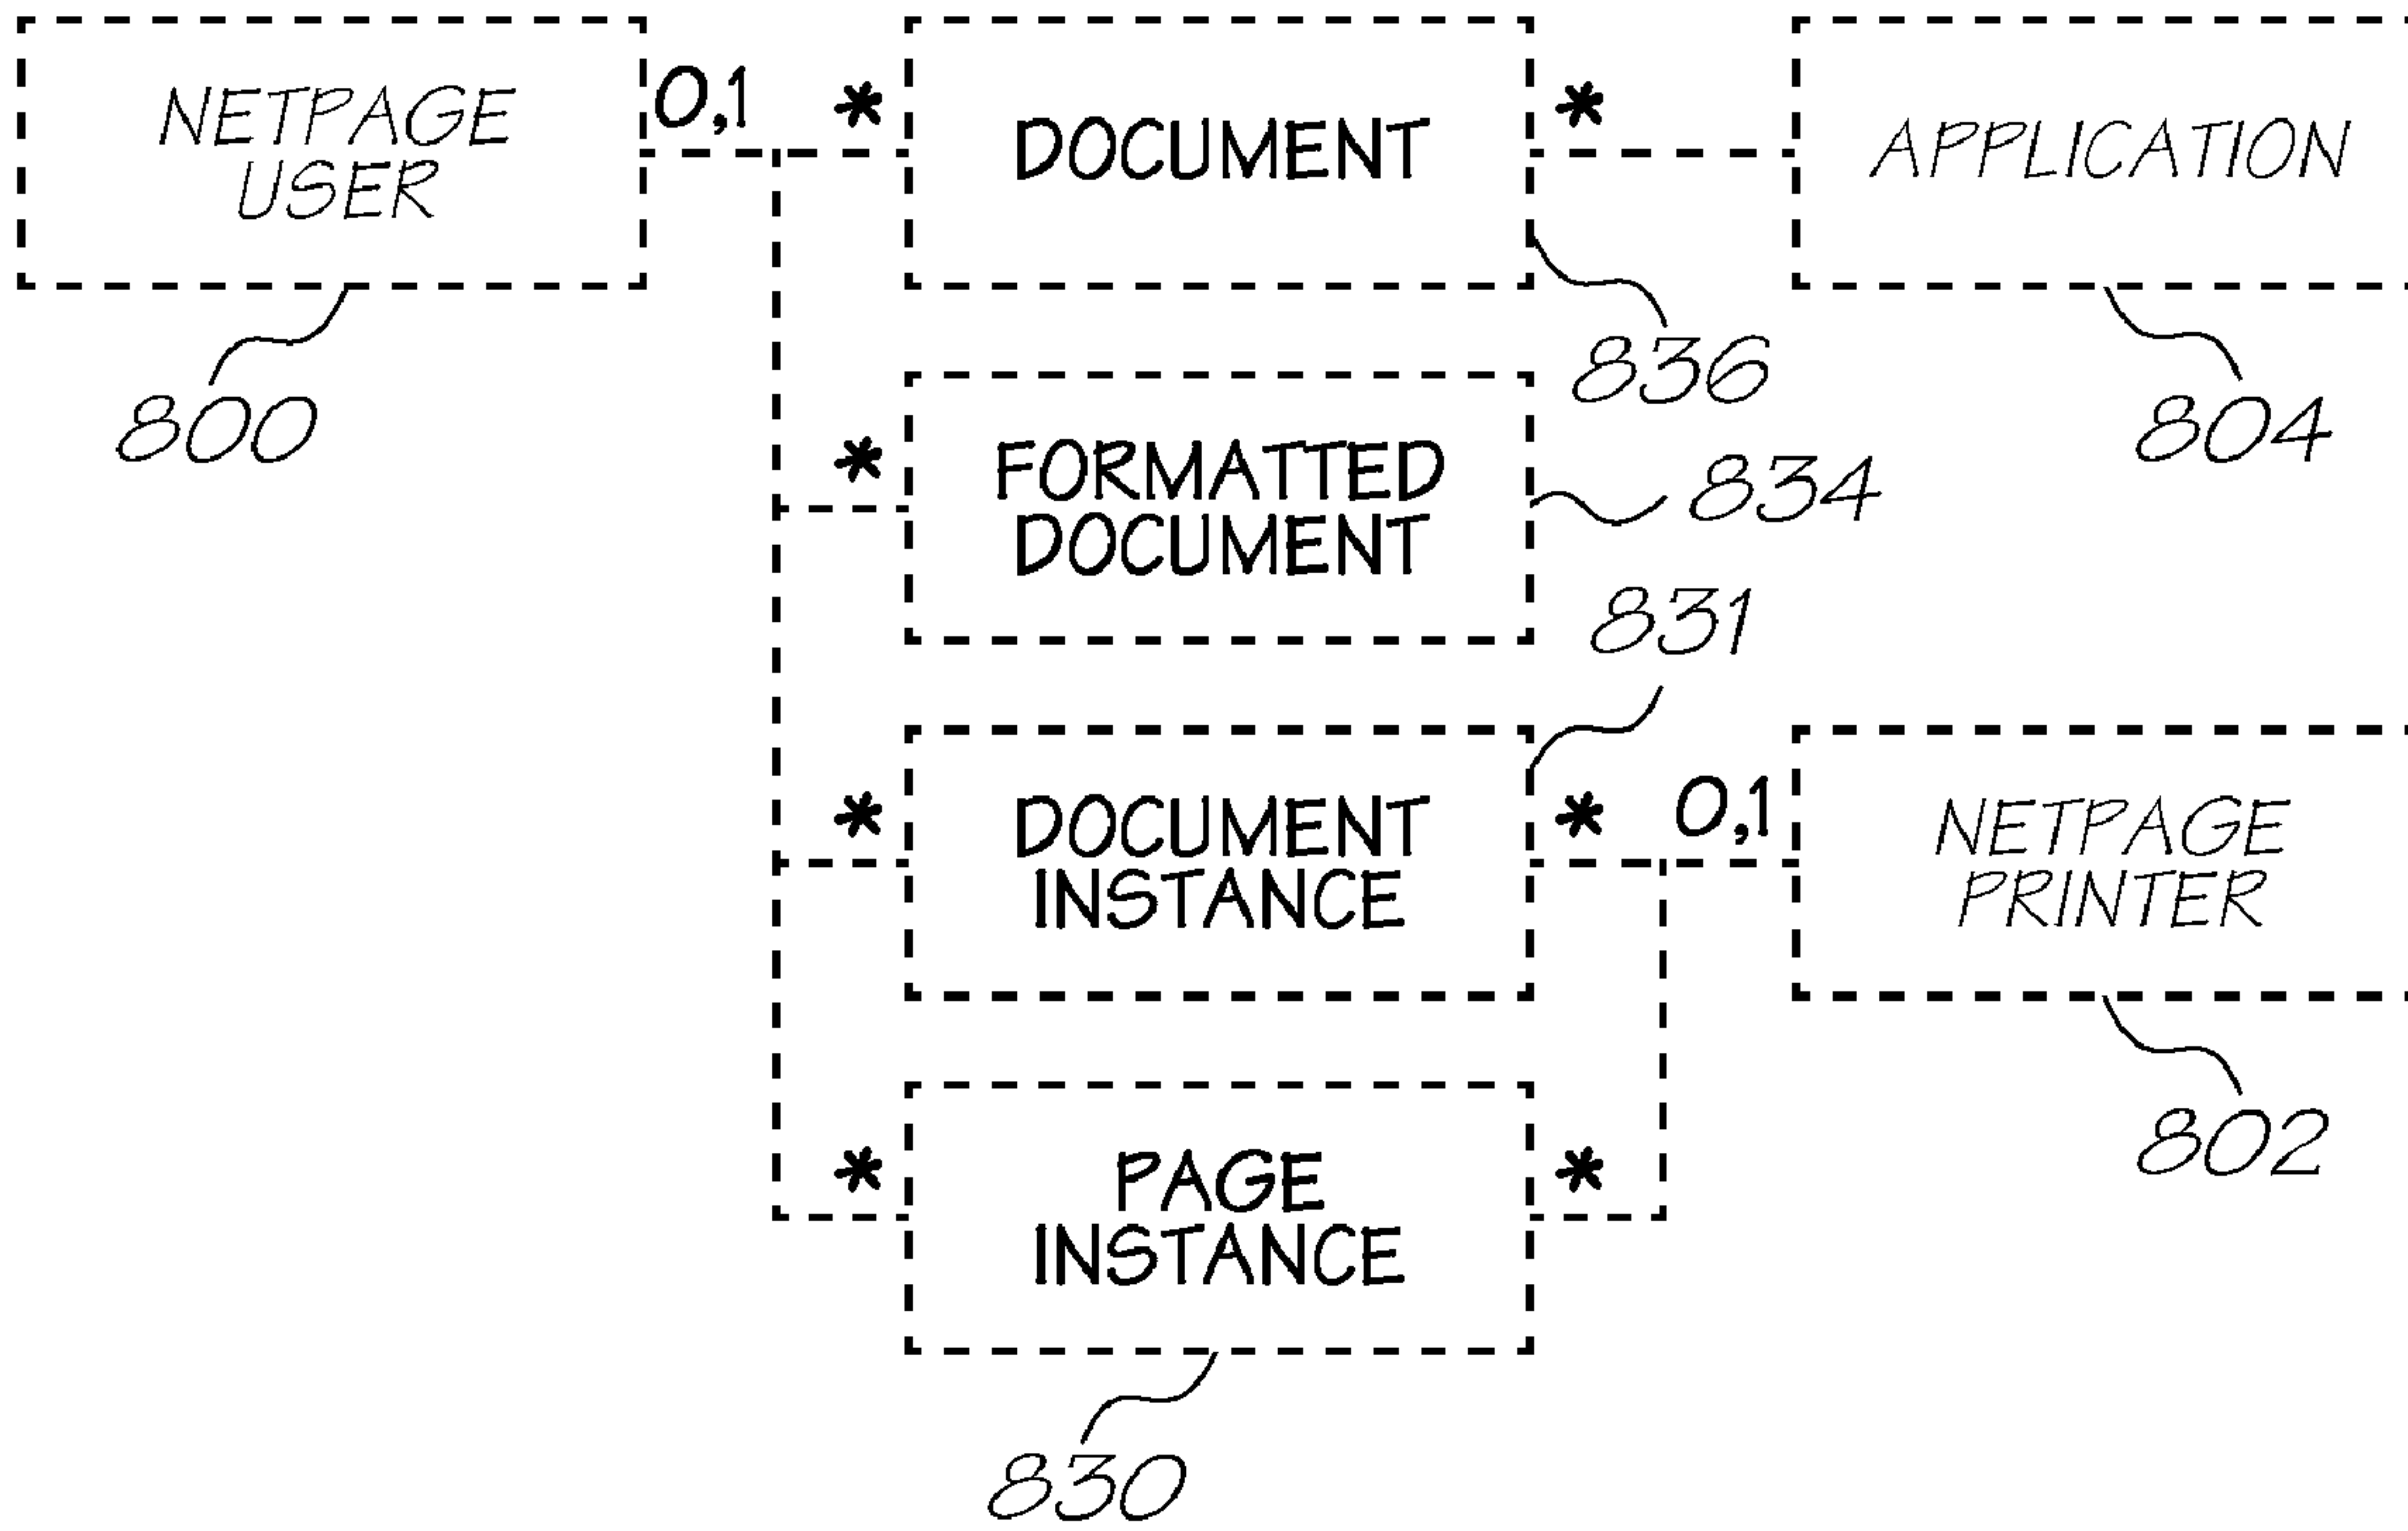 NETPAGE
USER
0,1
*
DOCUMENT
*
APPLICATION
800
836
804
*
FORMATTED
DOCUMENT
834
831
*
DOCUMENT
INSTANCE
*
0,1
NETPAGE
PRINTER
802
*
PAGE
INSTANCE
*
830